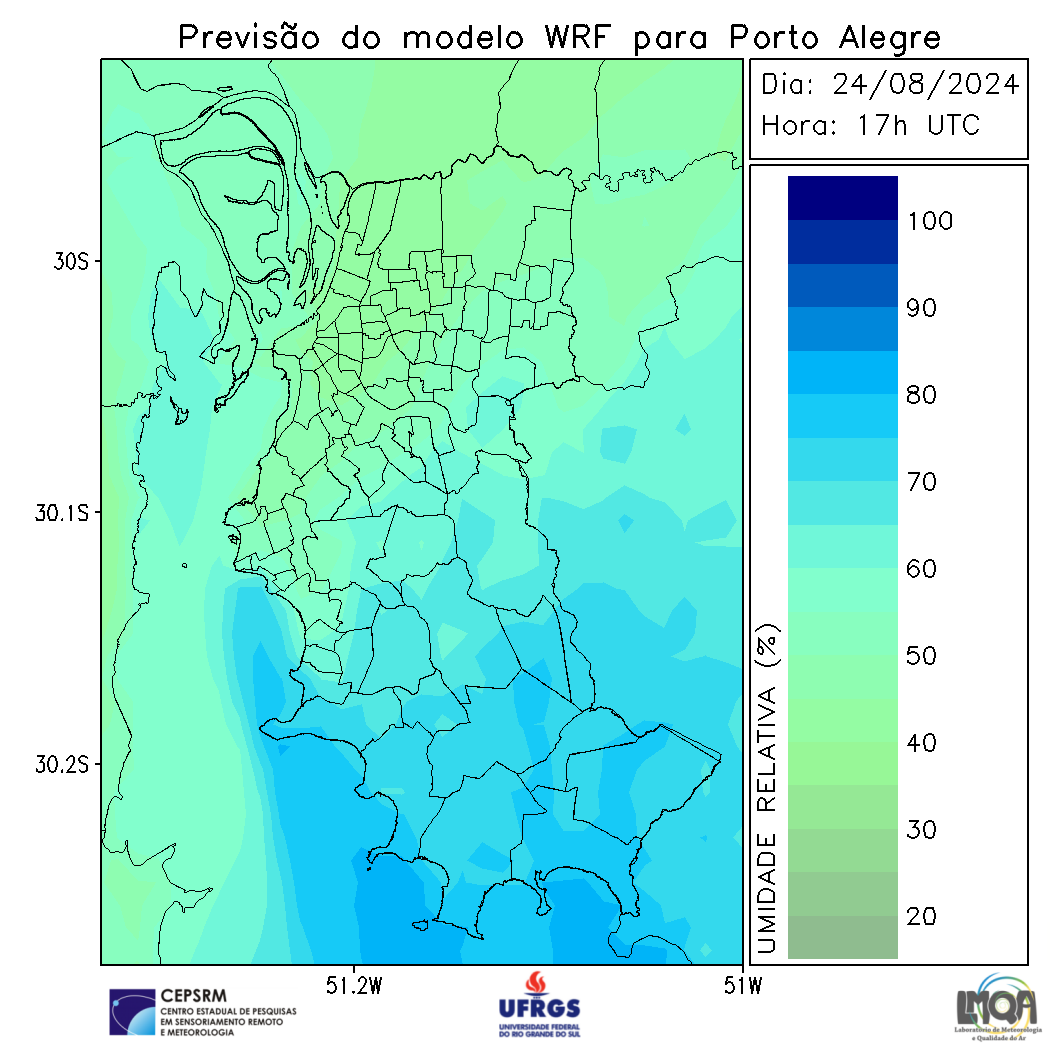 Previsão do modelo WRF para Porto Alegre
Dia: 24/08/2024
Hora: 17h UTC
30S
30.1S
30.2S
51.2W
51W
100
90
80
70
60
50
40
30
20
UMIDADE RELATIVA (%)
CEPSRM
CENTRO ESTADUAL DE PESQUISAS
EM SENSORIAMENTO REMOTO
E METEOROLOGIA
UFRGS
UNIVERSIDADE FEDERAL
DO RIO GRANDE DO SUL
LMQA
Laboratório de Meteorologia
e Qualidade do Ar